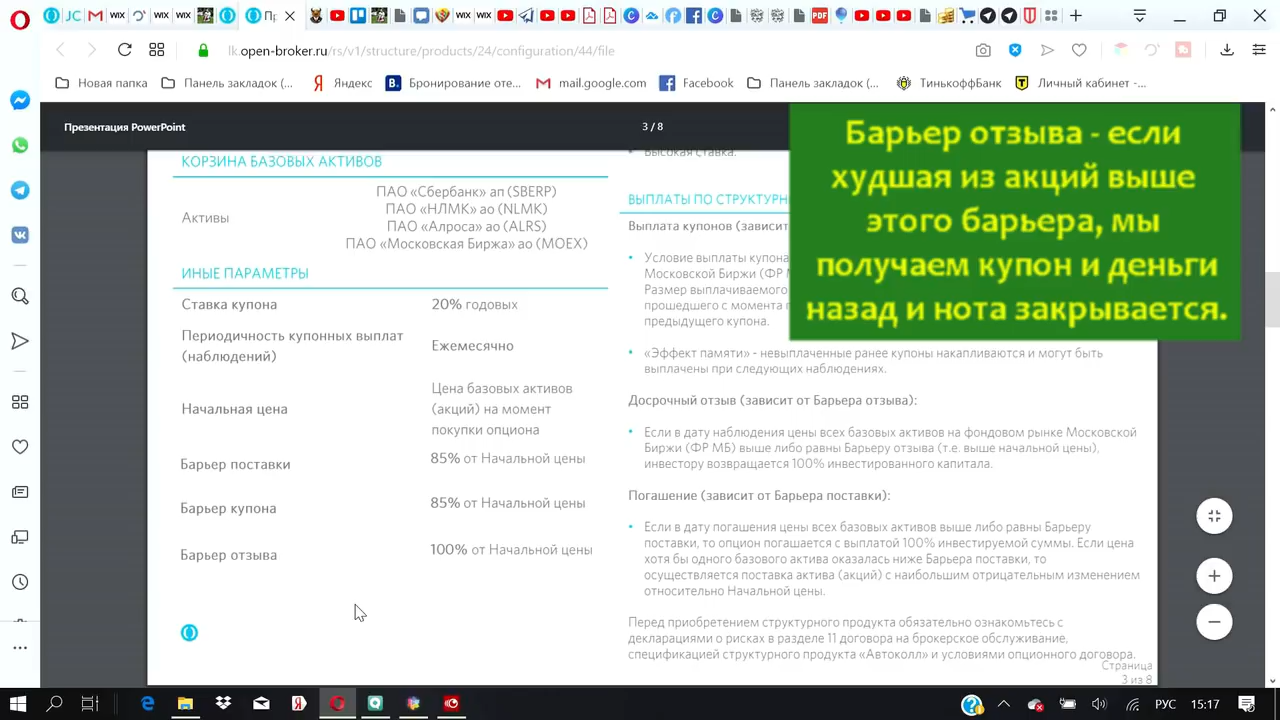 lk.open-broker.ru/rs/v1/structure/products/24/configuration/44/file
Новая папка
Панель закладок (...
Яндекс
Бронирование оте...
mail.google.com
Facebook
Панель закладок (...
ТинькоффБанк
Личный кабинет -...
Презентация PowerPoint
3 / 8
Барьер отзыва - если
худшая из акций выше
этого барьера, мы
получаем купон и деньги
назад и нота закрывается.
КОРЗИНА БАЗОВЫХ АКТИВОВ
Активы
ПАО «Сбербанк» ап (SBERP)
ПАО «НЛМК» ао (NLMK)
ПАО «Алроса» ао (ALRS)
ПАО «Московская Биржа» ао (MOEX)
ИНЫЕ ПАРАМЕТРЫ
Ставка купона
20% годовых
Периодичность купонных выплат
(наблюдений)
Ежемесячно
Начальная цена
Цена базовых активов
(акций) на момент
покупки опциона
Барьер поставки
85% от Начальной цены
Барьер купона
85% от Начальной цены
Барьер отзыва
100% от Начальной цены
Высокая ставка.
ВЫПЛАТЫ ПО СТРУКТУРН
Выплата купонов (зависит
Условие выплаты купона
Московской Биржи (ФР М
Размер выплачиваемого
прошедшего с момента п
предыдущего купона.
• «Эффект памяти» - невыплаченные ранее купоны накапливаются и могут быть
выплачены при следующих наблюдениях.
Досрочный отзыв (зависит от Барьера отзыва):
• Если в дату наблюдения цены всех базовых активов на фондовом рынке Московской
Биржи (ФР МБ) выше либо равны Барьеру отзыва (т.е. выше начальной цены),
инвестору возвращается 100% инвестированного капитала.
Погашение (зависит от Барьера поставки):
• Если в дату погашения цены всех базовых активов выше либо равны Барьеру
поставки, то опцион погашается с выплатой 100% инвестируемой суммы. Если цена
хотя бы одного базового актива оказалась ниже Барьера поставки, то
осуществляется поставка актива (акций) с наибольшим отрицательным изменением
относительно Начальной цены.
Перед приобретением структурного продукта обязательно ознакомьтесь с
декларациями о рисках в разделе 11 договора на брокерское обслуживание,
спецификацией структурного продукта «Автоколл» и условиями опционного договора.
Страница
3 из 8
РУС
15:17